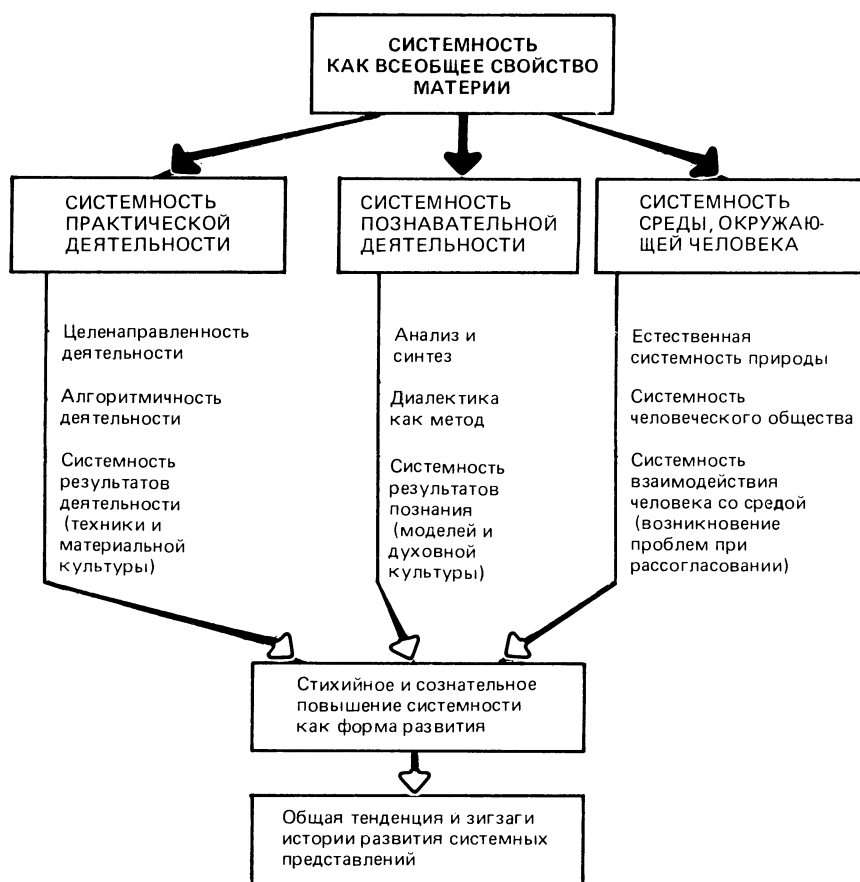 СИСТЕМНОСТЬ
КАК ВСЕОБЩЕЕ СВОЙСТВО
МАТЕРИИ
СИСТЕМНОСТЬ
ПРАКТИЧЕСКОЙ
ДЕЯТЕЛЬНОСТИ
Целенаправленность
деятельности
Алгоритмичность
деятельности
Системность
результатов
деятельности
(техники и
материальной
культуры)
СИСТЕМНОСТЬ
ПОЗНАВАТЕЛЬНОЙ
ДЕЯТЕЛЬНОСТИ
Анализ и
синтез
Диалектика
как метод
Системность
результатов
познания
(моделей и
духовной
культуры)
СИСТЕМНОСТЬ
СРЕДЫ, ОКРУЖАЮ-
ЩЕЙ ЧЕЛОВЕКА
Естественная
системность природы
Системность
человеческого общества
Системность
взаимодействия
человека со средой
(возникновение
проблем при
рассогласовании)
Стихийное и сознательное
повышение системности
как форма развития
Общая тенденция и зигзаги
истории развития системных
представлений